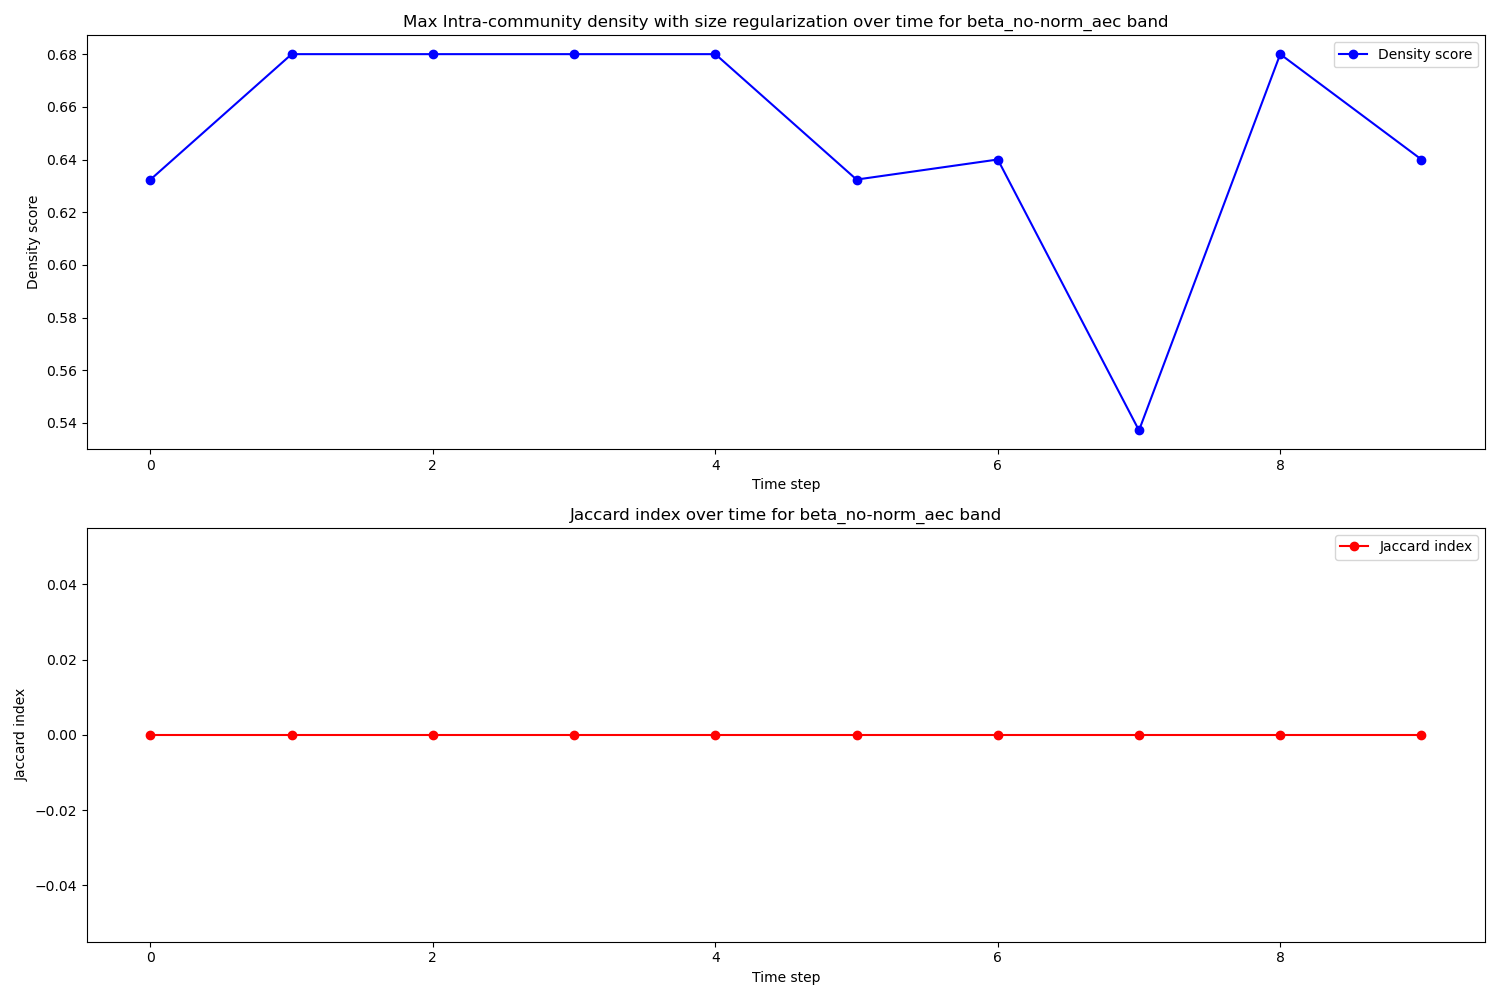 Max Intra-community density with size regularization over time for beta_no-norm_aec band
Density score
0.68
0.66
0.64
0.62
0.60
0.58
0.56
0.54
Density score
0
2
4
6
8
Time step
Jaccard index over time for beta_no-norm_aec band
Jaccard index
0.04
0.02
0.00
−0.02
−0.04
Jaccard index
0
2
4
6
8
Time step